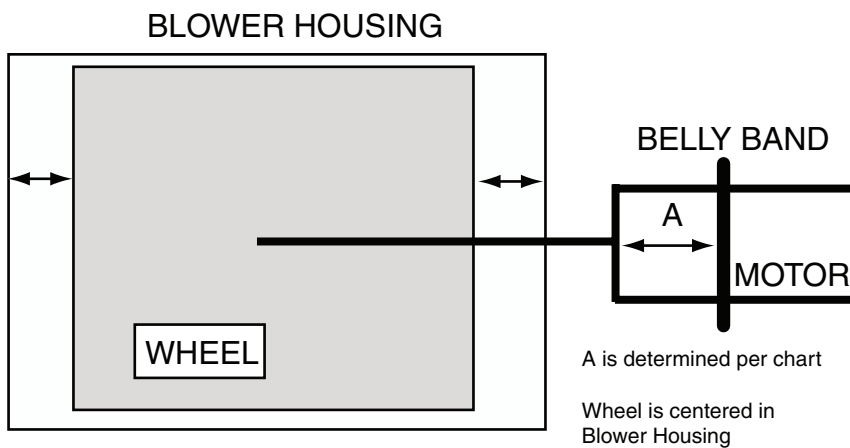 BLOWER HOUSING
BELLY BAND
A
MOTOR
WHEEL
A is determined per chart
Wheel is centered in
Blower Housing